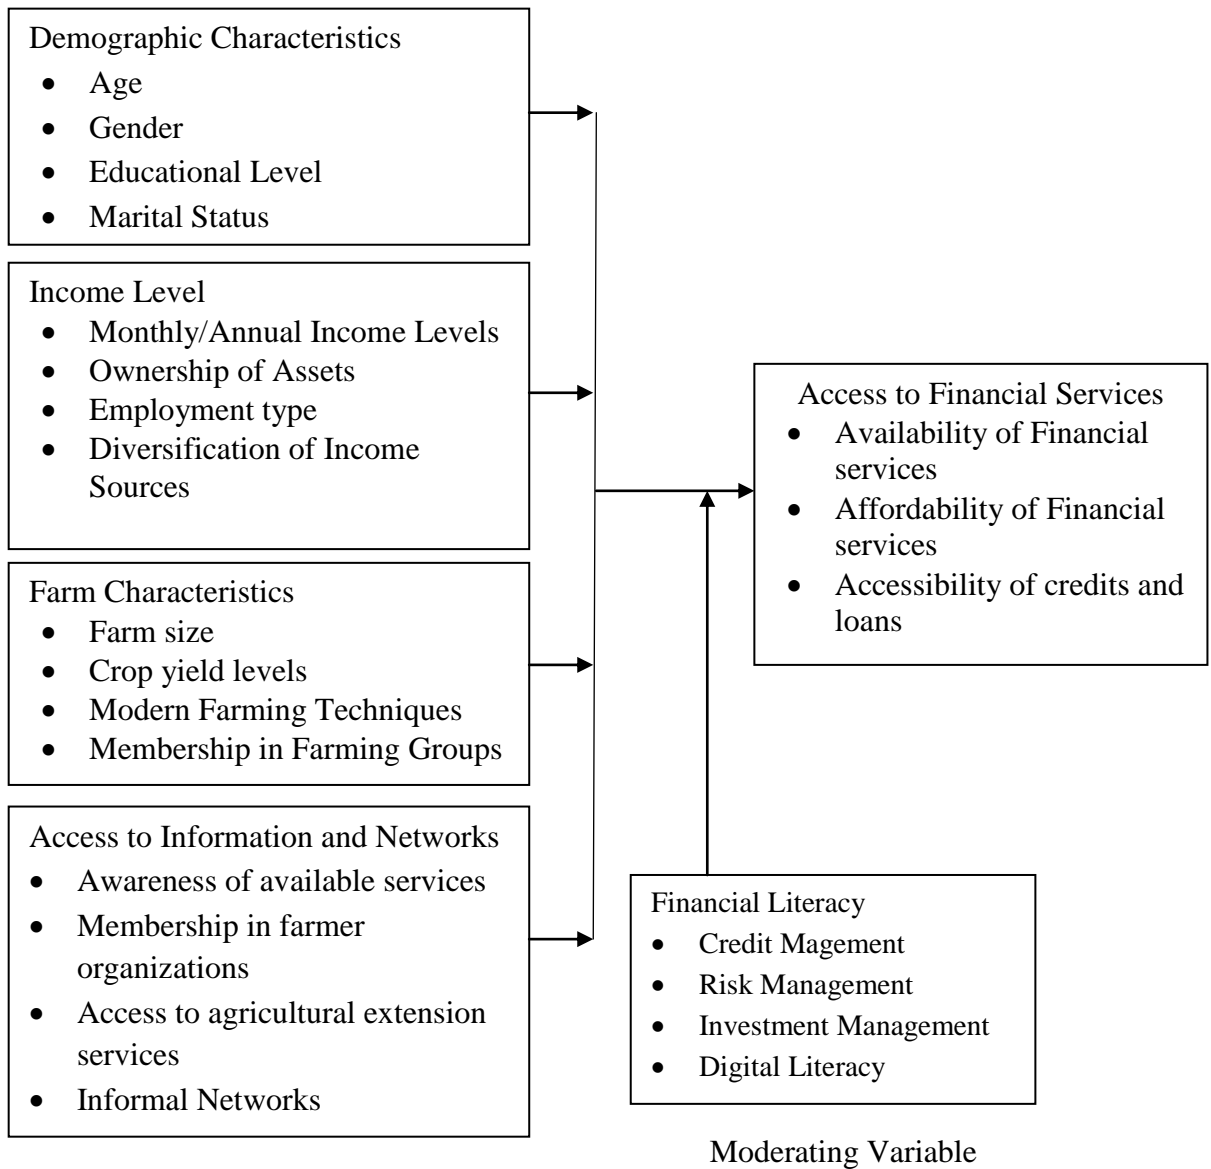 Demographic Characteristics
• Age
• Gender
• Educational Level
• Marital Status
Income Level
• Monthly/Annual Income Levels
• Ownership of Assets
• Employment type
• Diversification of Income
Sources
Farm Characteristics
• Farm size
• Crop yield levels
• Modern Farming Techniques
• Membership in Farming Groups
Access to Information and Networks
• Awareness of available services
• Membership in farmer
organizations
• Access to agricultural extension
services
• Informal Networks
Access to Financial Services
• Availability of Financial
services
• Affordability of Financial
services
• Accessibility of credits and
loans
Financial Literacy
• Credit Magement
• Risk Management
• Investment Management
• Digital Literacy
Moderating Variable